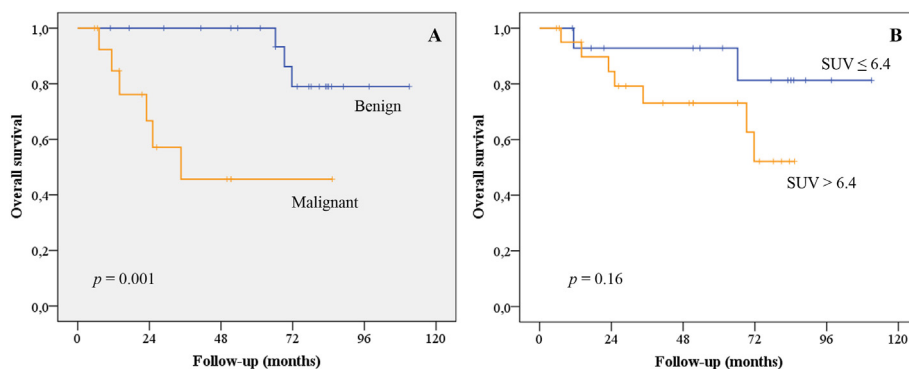 A
Overall survival
1,0
0,8
0,6
0,4
0,2
0,0
Benign
Malignant
p = 0.001
0 24 48 72 96 120
Follow-up (months)
B
Overall survival
1,0
0,8
0,6
0,4
0,2
0,0
SUV ≤ 6.4
SUV > 6.4
p = 0.16
0 24 48 72 96 120
Follow-up (months)